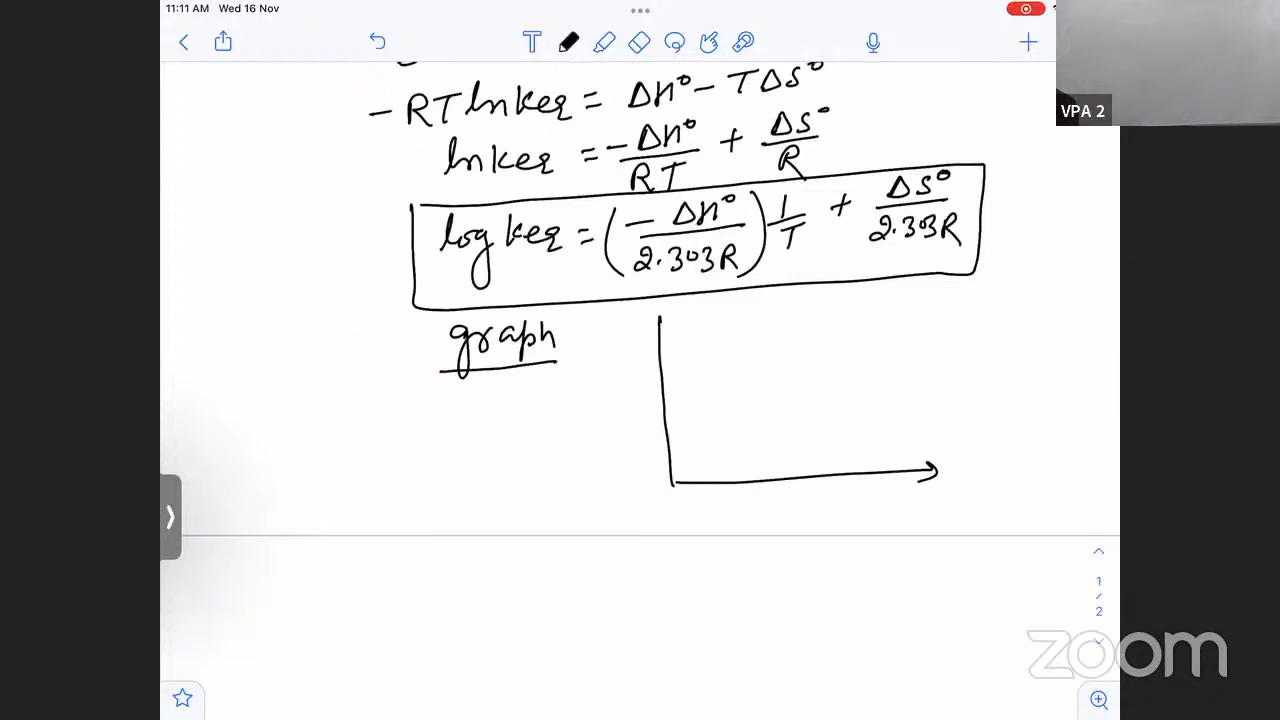 11:11 AM Wed 16 Nov
VPA 2
- RT ln Keq = ΔH° - TΔS°
ln Keq = -ΔH°/RT + ΔS°/R
log Keq = (-ΔH°/2.303R) 1/T + ΔS°/2.303R
graph
1
/
2
zoom